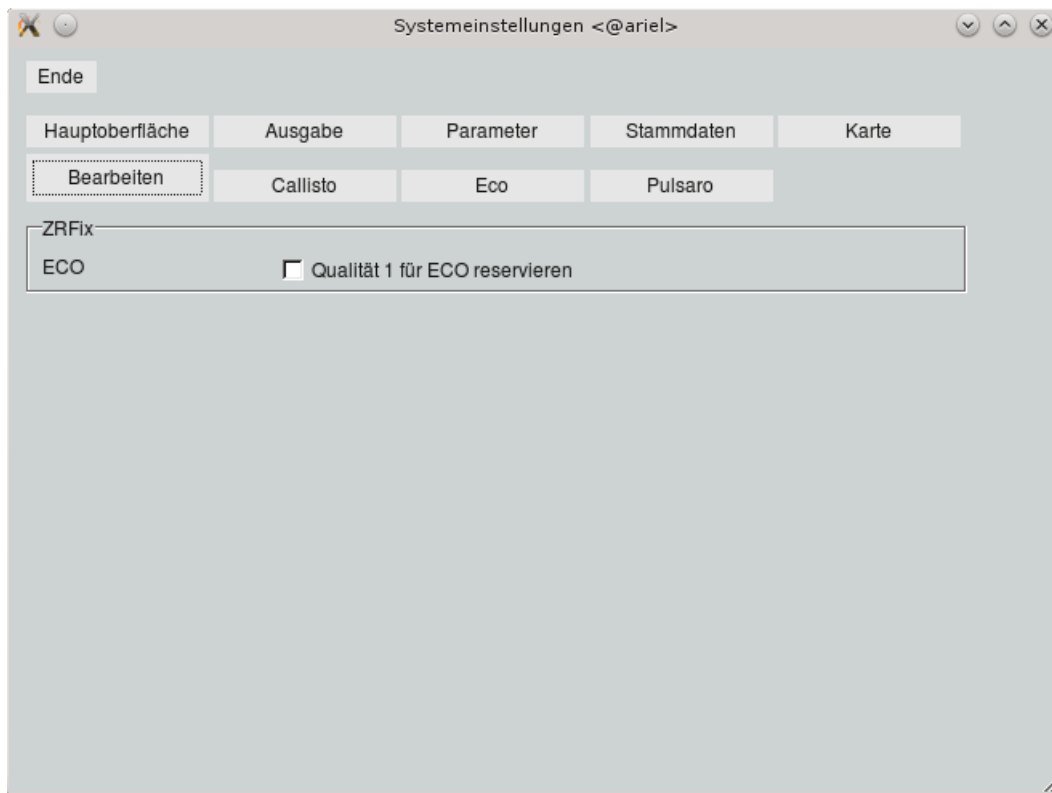 Systemeinstellungen <@ariel>
Ende
Hauptoberfläche Ausgabe Parameter Stammdaten Karte
Bearbeiten Callisto Eco Pulsaro
ZRFix
ECO Qualität 1 für ECO reservieren